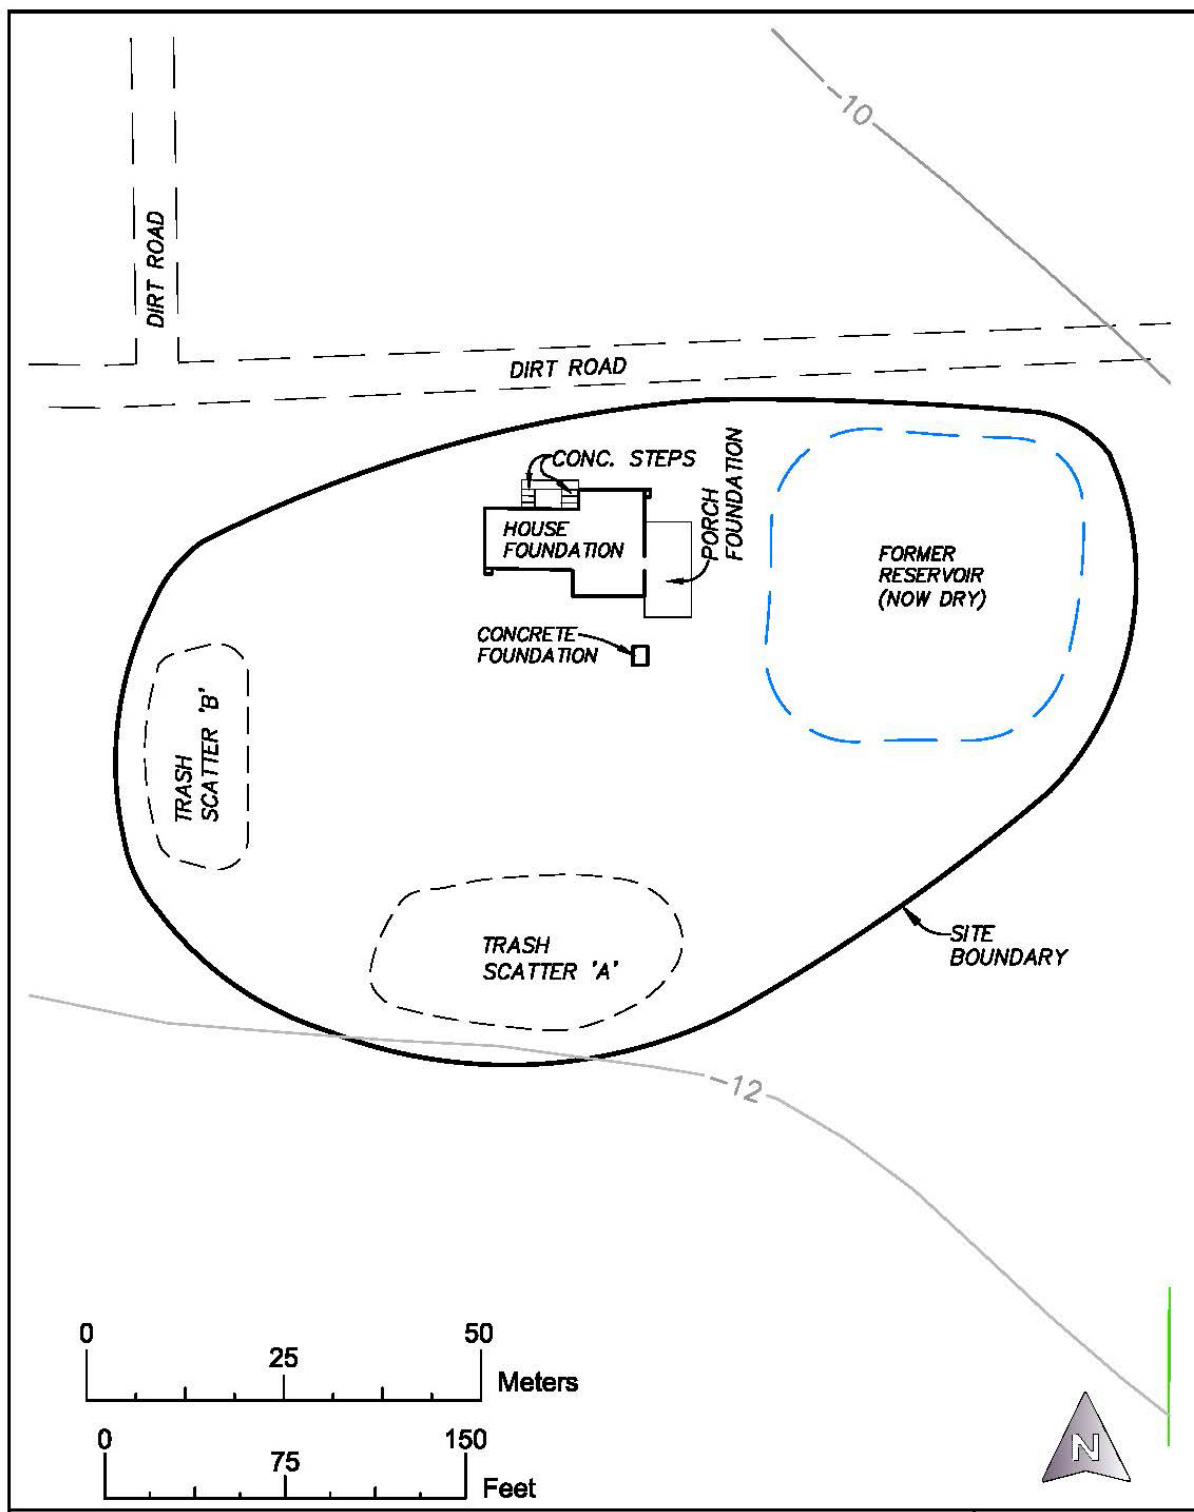 -10
DIRT ROAD
DIRT ROAD
CONC. STEPS
PORCH
FOUNDATION
HOUSE
FOUNDATION
FORMER
RESERVOIR
(NOW DRY)
CONCRETE
FOUNDATION
TRASH
SCATTER 'B'
TRASH
SCATTER 'A'
SITE
BOUNDARY
-12
0 50
25
Meters
0 150
75
Feet
N